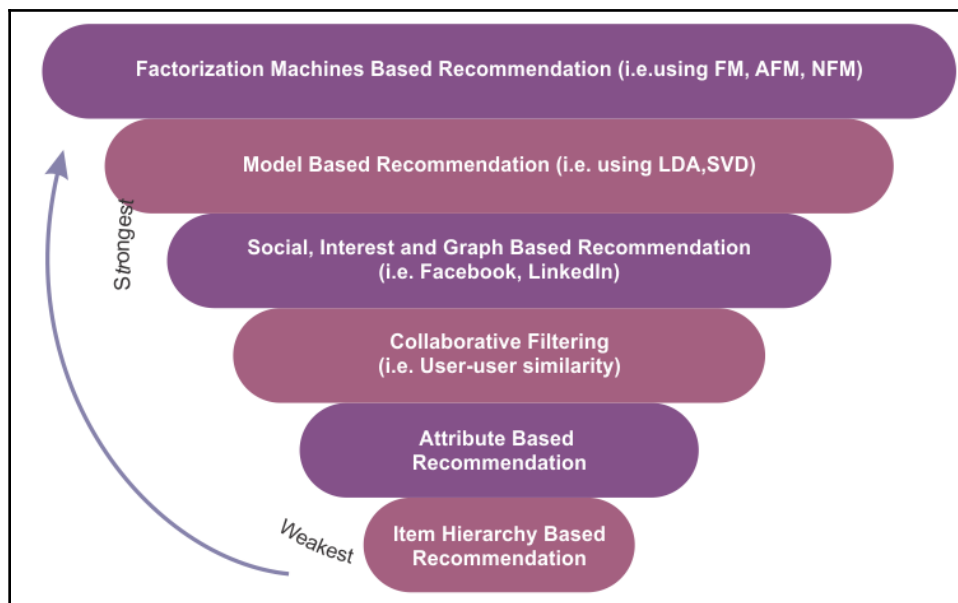 Factorization Machines Based Recommendation (i.e.using FM, AFM, NFM)
Model Based Recommendation (i.e. using LDA,SVD)
Strongest
Social, Interest and Graph Based Recommendation
(i.e. Facebook, LinkedIn)
Collaborative Filtering
(i.e. User-user similarity)
Attribute Based
Recommendation
Weakest
Item Hierarchy Based
Recommendation